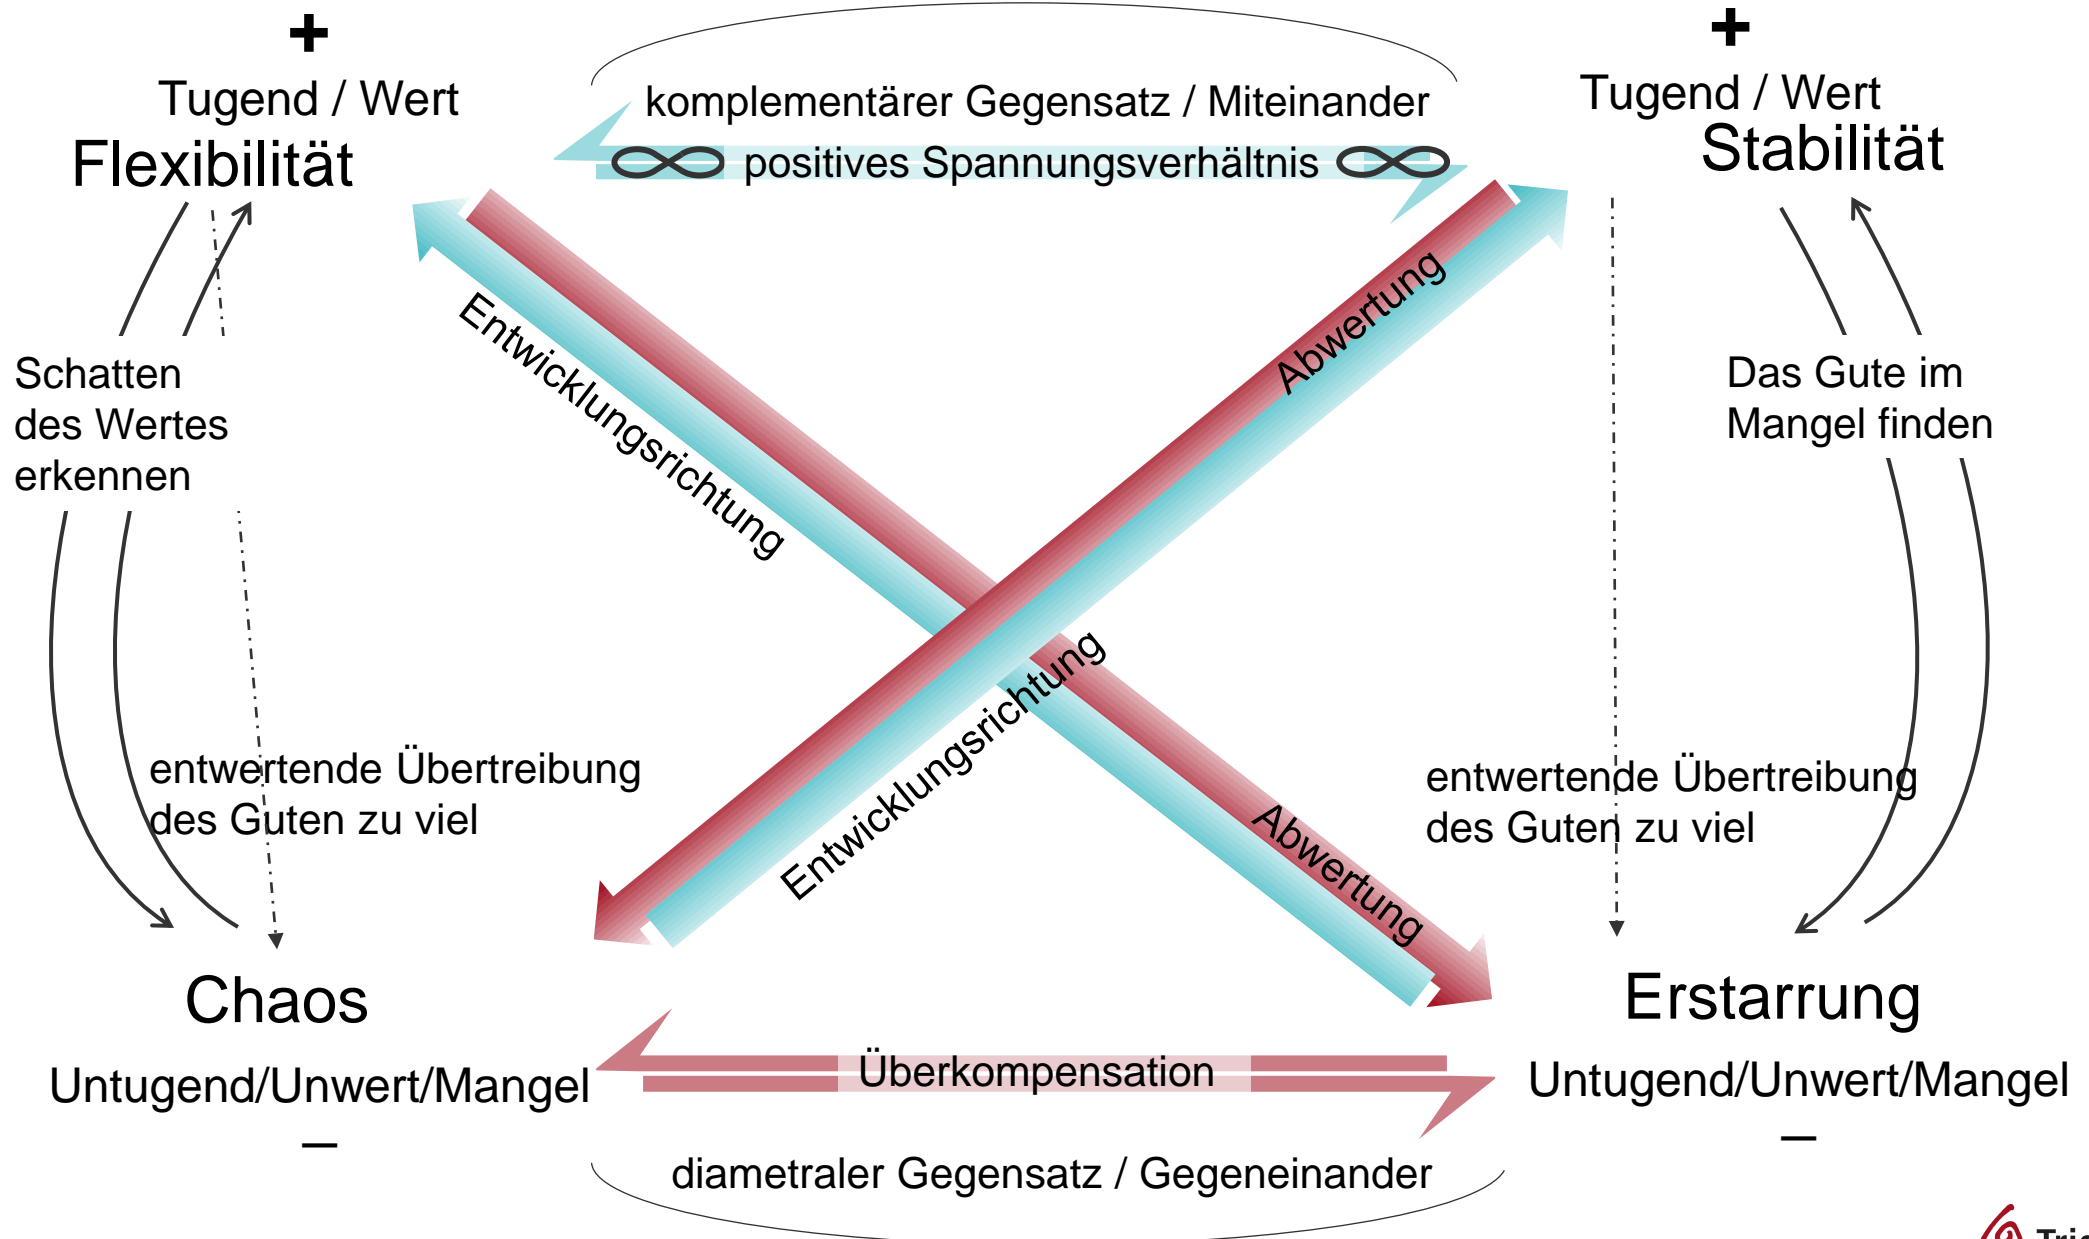 +
+
Tugend / Wert
komplementärer Gegensatz / Miteinander
Tugend / Wert
Flexibilität
positives Spannungsverhältnis
Stabilität
Entwicklungsrichtung
Abwertung
Schatten
des Wertes
erkennen
Das Gute im
Mangel finden
entwertende Übertreibung
des Guten zu viel
Entwicklungsrichtung
Abwertung
entwertende Übertreibung
des Guten zu viel
Chaos
Erstarrung
Untugend/Unwert/Mangel
Überkompensation
Untugend/Unwert/Mangel
–
–
diametraler Gegensatz / Gegeneinander